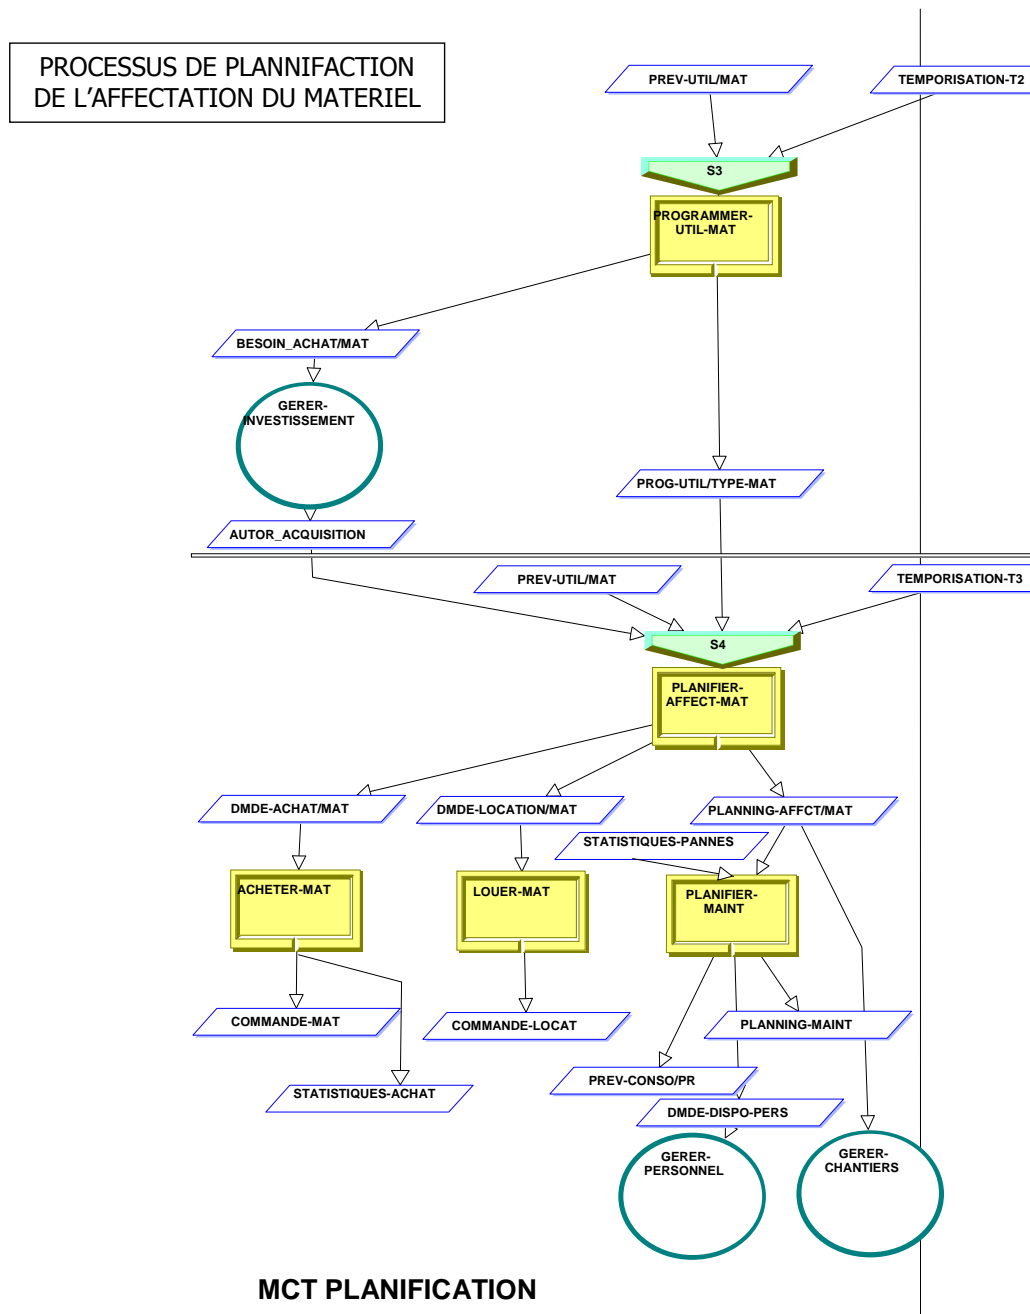 PROCESSUS DE PLANNIFACTION
DE L'AFFECTATION DU MATERIEL
PREV-UTIL/MAT
TEMPORISATION-T2
S3
PROGRAMMER-
UTIL-MAT
BESOIN_ACHAT/MAT
GERER-
INVESTISSEMENT
PROG-UTIL/TYPE-MAT
AUTOR_ACQUISITION
PREV-UTIL/MAT
TEMPORISATION-T3
S4
PLANIFIER-
AFFECT-MAT
DMDE-ACHAT/MAT
DMDE-LOCATION/MAT
PLANNING-AFFCT/MAT
STATISTIQUES-PANNES
ACHETER-MAT
LOUER-MAT
PLANIFIER-
MAINT
COMMANDE-MAT
COMMANDE-LOCAT
PLANNING-MAINT
PREV-CONSO/PR
STATISTIQUES-ACHAT
DMDE-DISPO-PERS
GERER-
PERSONNEL
GERER-
CHANTIERS
MCT PLANIFICATION